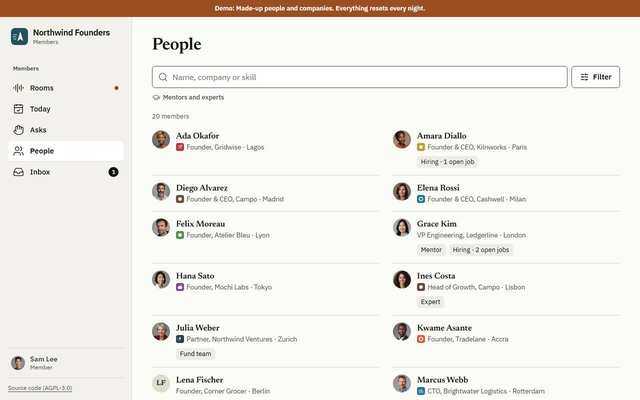 Demo: Made-up people and companies. Everything resets every night.
Northwind Founders
Members
Members
Rooms
Today
Asks
People
Inbox
1
Sam Lee
Member
Source code (AGPL-3.0)
People
Name, company or skill
Filter
Mentors and experts
20 members
Ada Okafor
Founder, Gridwise · Lagos
Amara Diallo
Founder & CEO, Kilnworks · Paris
Hiring · 1 open job
Diego Alvarez
Founder & CEO, Campo · Madrid
Elena Rossi
Founder & CEO, Cashwell · Milan
Felix Moreau
Founder, Atelier Bleu · Lyon
Grace Kim
VP Engineering, Ledgerline · London
Mentor
Hiring · 2 open jobs
Hana Sato
Founder, Mochi Labs · Tokyo
Ines Costa
Head of Growth, Campo · Lisbon
Expert
Julia Weber
Partner, Northwind Ventures · Zurich
Fund team
Kwame Asante
Founder, Tradelane · Accra
LF
Lena Fischer
Founder, Corner Grocer · Berlin
Marcus Webb
CTO, Brightwater Logistics · Rotterdam